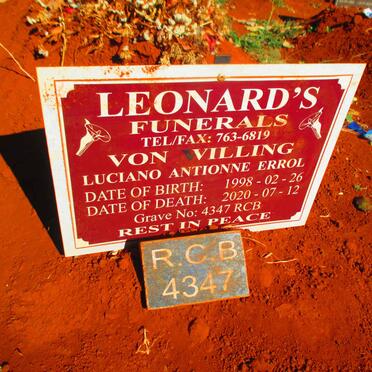 LEONARD'S
FUNERALS
TEL/FAX: 763-6819
VON VILLING
LUCIANO ANTIONNE ERROL
DATE OF BIRTH: 1998 - 02 - 26
DATE OF DEATH: 2020 - 07 - 12
Grave No: 4347 RCB
REST IN PEACE
R.C.B.
4347